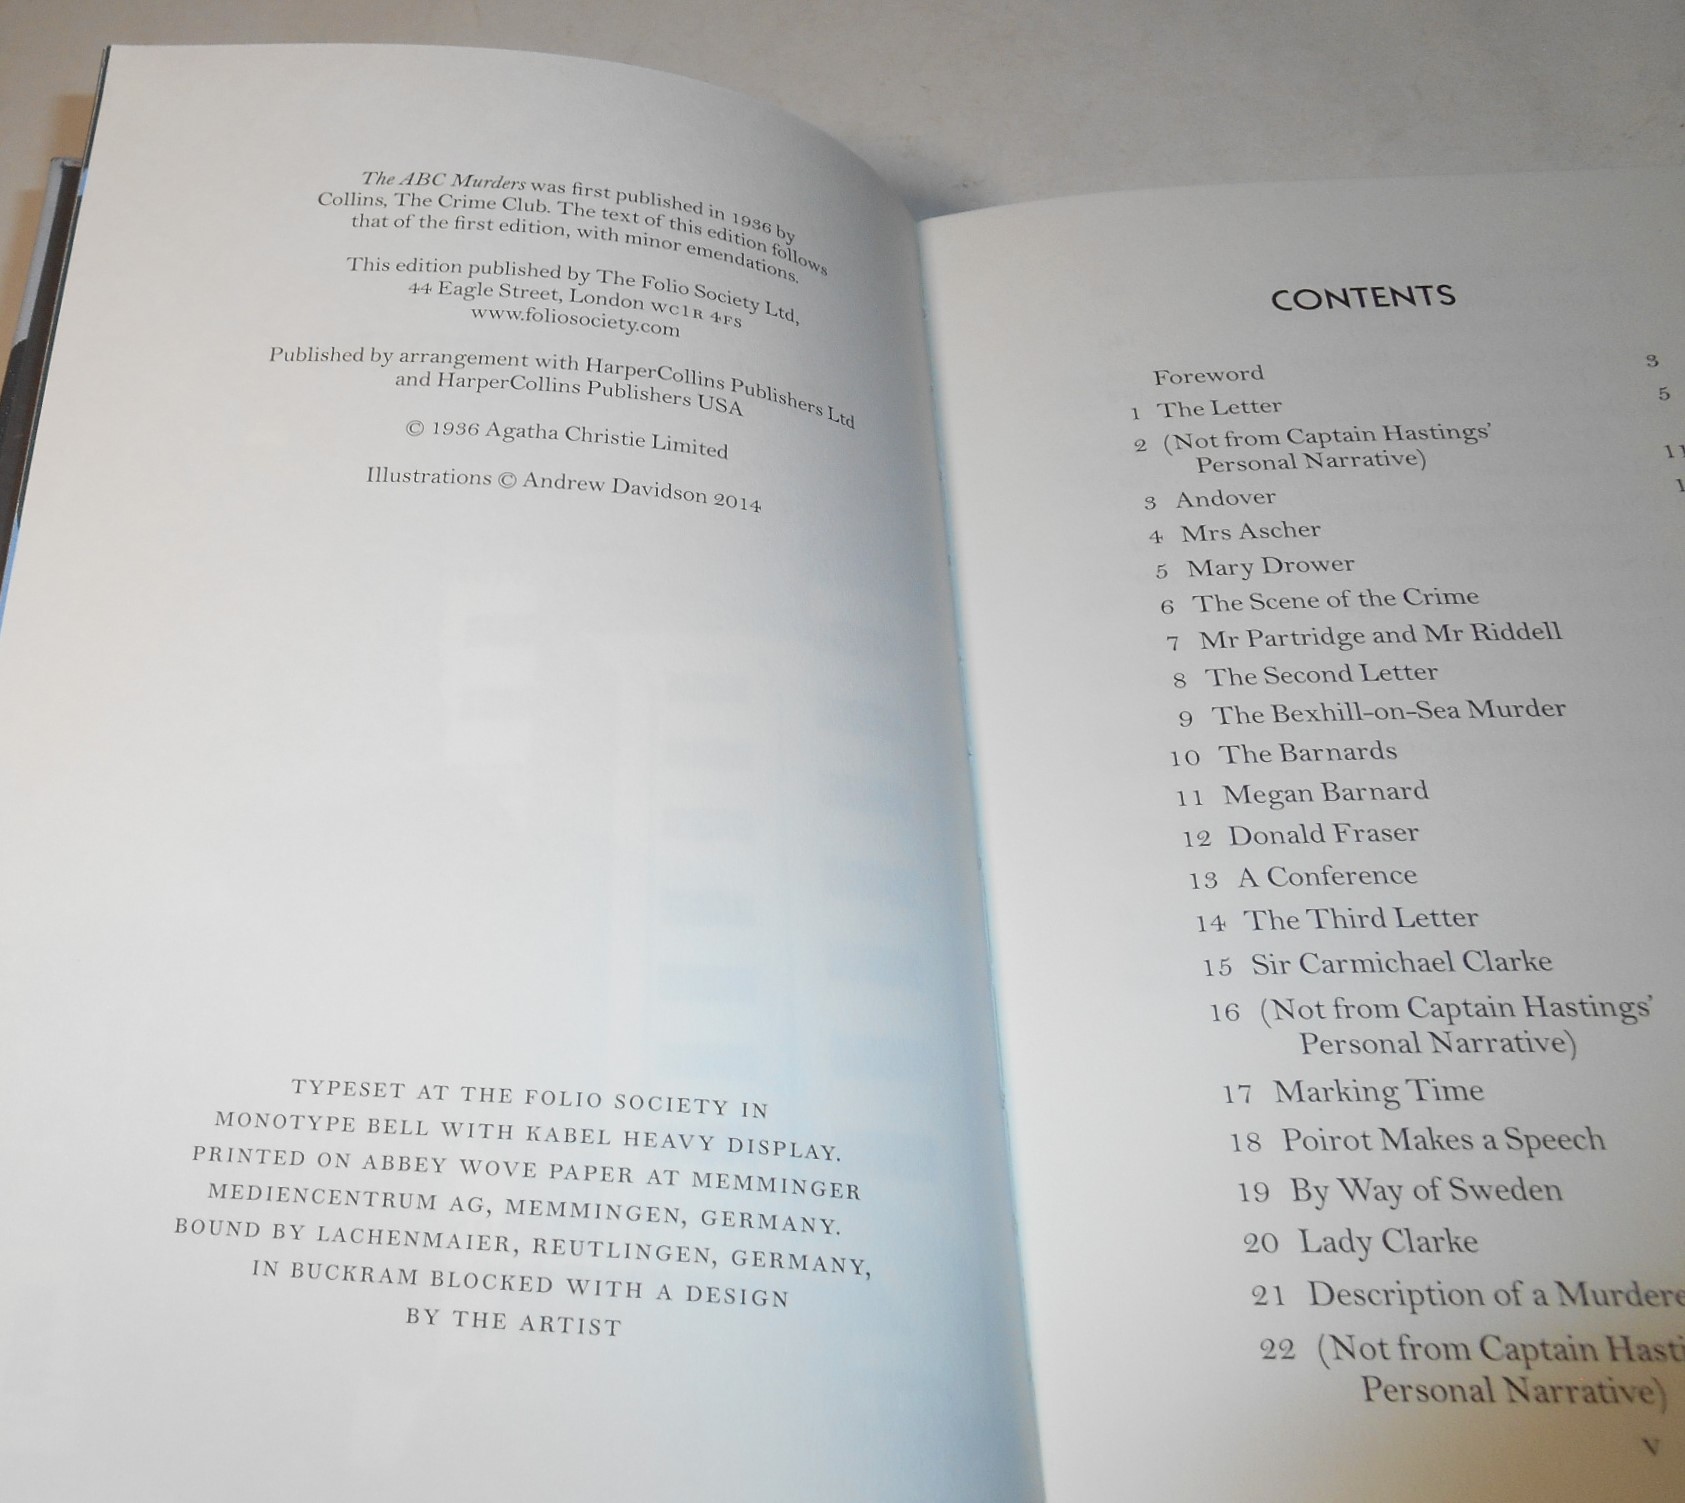 The ABC Murders was first published in 1936 by
Collins, The Crime Club. The text of this edition follows
that of the first edition, with minor emendations.
This edition published by The Folio Society Ltd,
44 Eagle Street, London WC1R 4FS
www.foliosociety.com
Published by arrangement with HarperCollins Publishers Ltd
and HarperCollins Publishers USA
© 1936 Agatha Christie Limited
Illustrations © Andrew Davidson 2014
TYPESET AT THE FOLIO SOCIETY IN
MONOTYPE BELL WITH KABEL HEAVY DISPLAY.
PRINTED ON ABBEY WOVE PAPER AT MEMMINGER
MEDIENCENTRUM AG, MEMMINGEN, GERMANY.
BOUND BY LACHENMAIER, REUTLINGEN, GERMANY,
IN BUCKRAM BLOCKED WITH A DESIGN
BY THE ARTIST
CONTENTS
Foreword 3
1 The Letter 5
2 (Not from Captain Hastings'
Personal Narrative) 11
3 Andover
4 Mrs Ascher
5 Mary Drower
6 The Scene of the Crime
7 Mr Partridge and Mr Riddell
8 The Second Letter
9 The Bexhill-on-Sea Murder
10 The Barnards
11 Megan Barnard
12 Donald Fraser
13 A Conference
14 The Third Letter
15 Sir Carmichael Clarke
16 (Not from Captain Hastings'
Personal Narrative)
17 Marking Time
18 Poirot Makes a Speech
19 By Way of Sweden
20 Lady Clarke
21 Description of a Murdere
22 (Not from Captain Hasti
Personal Narrative)
V